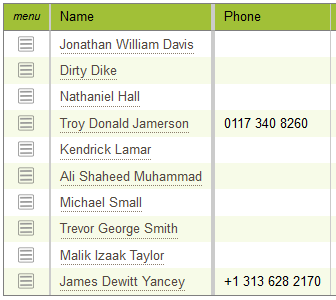 menu Name Phone
Jonathan William Davis
Dirty Dike
Nathaniel Hall
Troy Donald Jamerson 0117 340 8260
Kendrick Lamar
Ali Shaheed Muhammad
Michael Small
Trevor George Smith
Malik Izaak Taylor
James Dewitt Yancey +1 313 628 2170